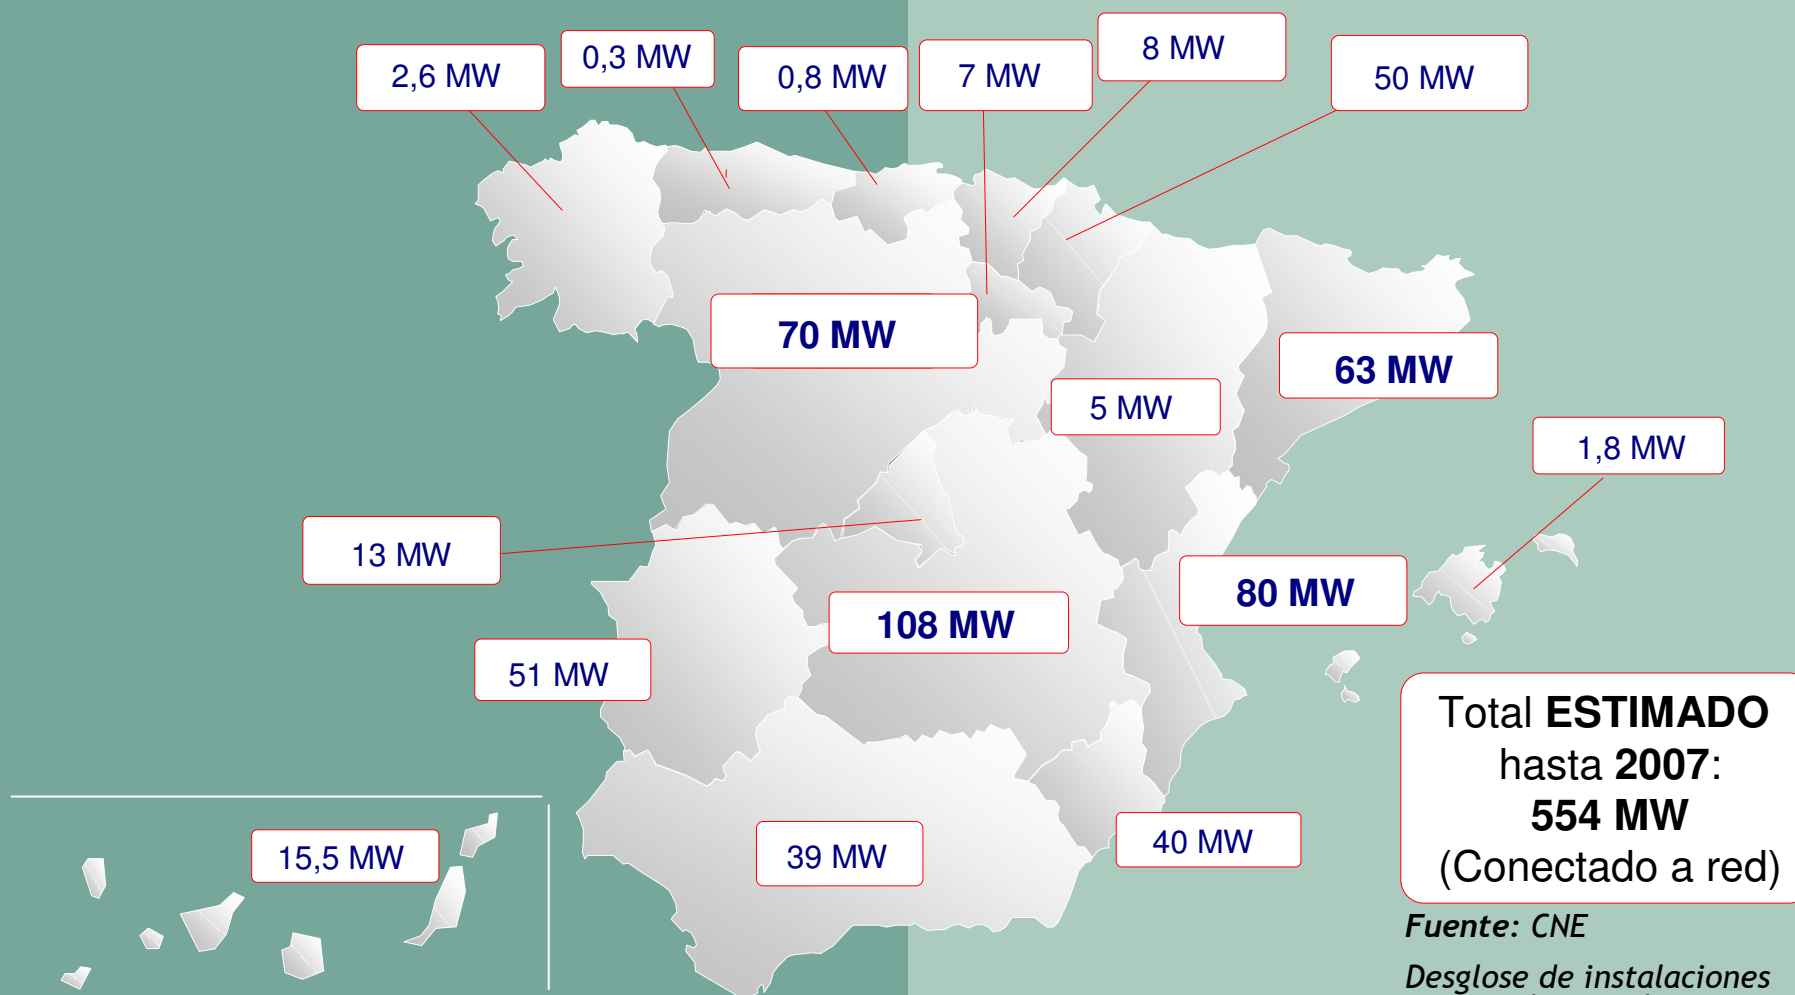 8 MW
0,3 MW
2,6 MW
0,8 MW
7 MW
50 MW
70 MW
63 MW
5 MW
1,8 MW
13 MW
80 MW
108 MW
51 MW
Total ESTIMADO
hasta 2007:
554 MW
(Conectado a red)
15,5 MW
39 MW
40 MW
Fuente: CNE
Desglose de instalaciones